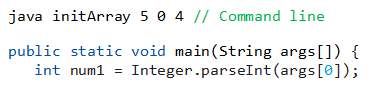 java initArray 5 0 4 // Command line
public static void main(String args[]) {
int num1 = Integer.parseInt(args[0]);